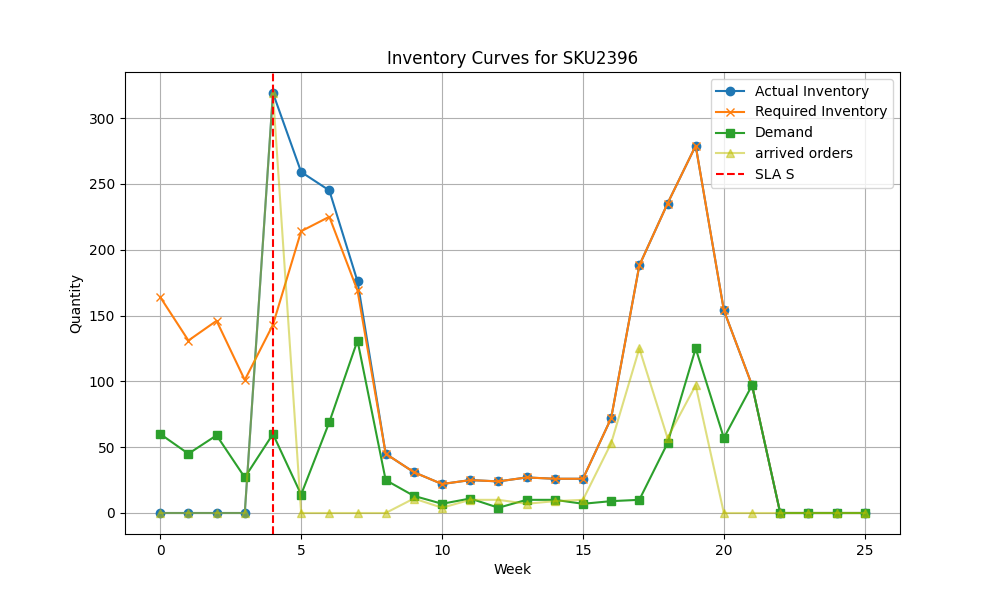 Inventory Curves for SKU2396
Actual Inventory
Required Inventory
Demand
arrived orders
SLA S
Quantity
300
250
200
150
100
50
0
0 5 10 15 20 25
Week